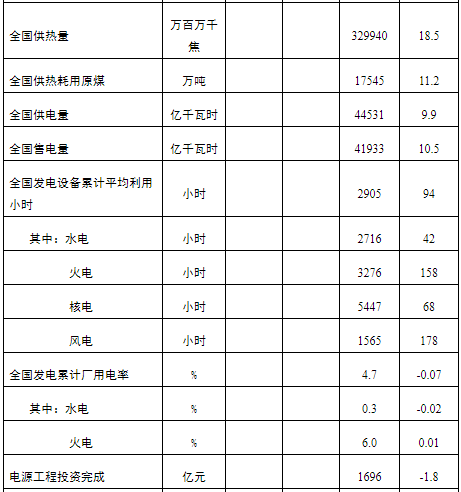 全国供热量 万百万千焦 329940 18.5
全国供热耗用原煤 万吨 17545 11.2
全国供电量 亿千瓦时 44531 9.9
全国售电量 亿千瓦时 41933 10.5
全国发电设备累计平均利用小时 小时 2905 94
其中：水电 小时 2716 42
火电 小时 3276 158
核电 小时 5447 68
风电 小时 1565 178
全国发电累计厂用电率 % 4.7 -0.07
其中：水电 % 0.3 -0.02
火电 % 6.0 0.01
电源工程投资完成 亿元 1696 -1.8